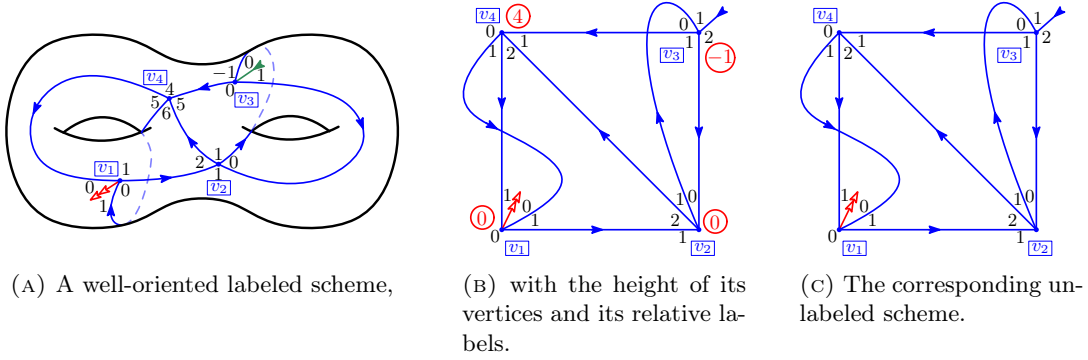 0
−1 1
v4 4
0
5 5
v3
6
v1 1
0 0
1
1
2 0
1
v2
v4 4
0 1
1 2
0 1
1 2
v3
−1
1
0
0 1
0
v1
1 0
2
1
0
v2
v4
0 1
1 2
0 1
1 2
v3
1
0
1
0
v1
1 0
2
1
v2
(A) A well-oriented labeled scheme,
(B) with the height of its
vertices and its relative la-
bels.
(C) The corresponding un-
labeled scheme.